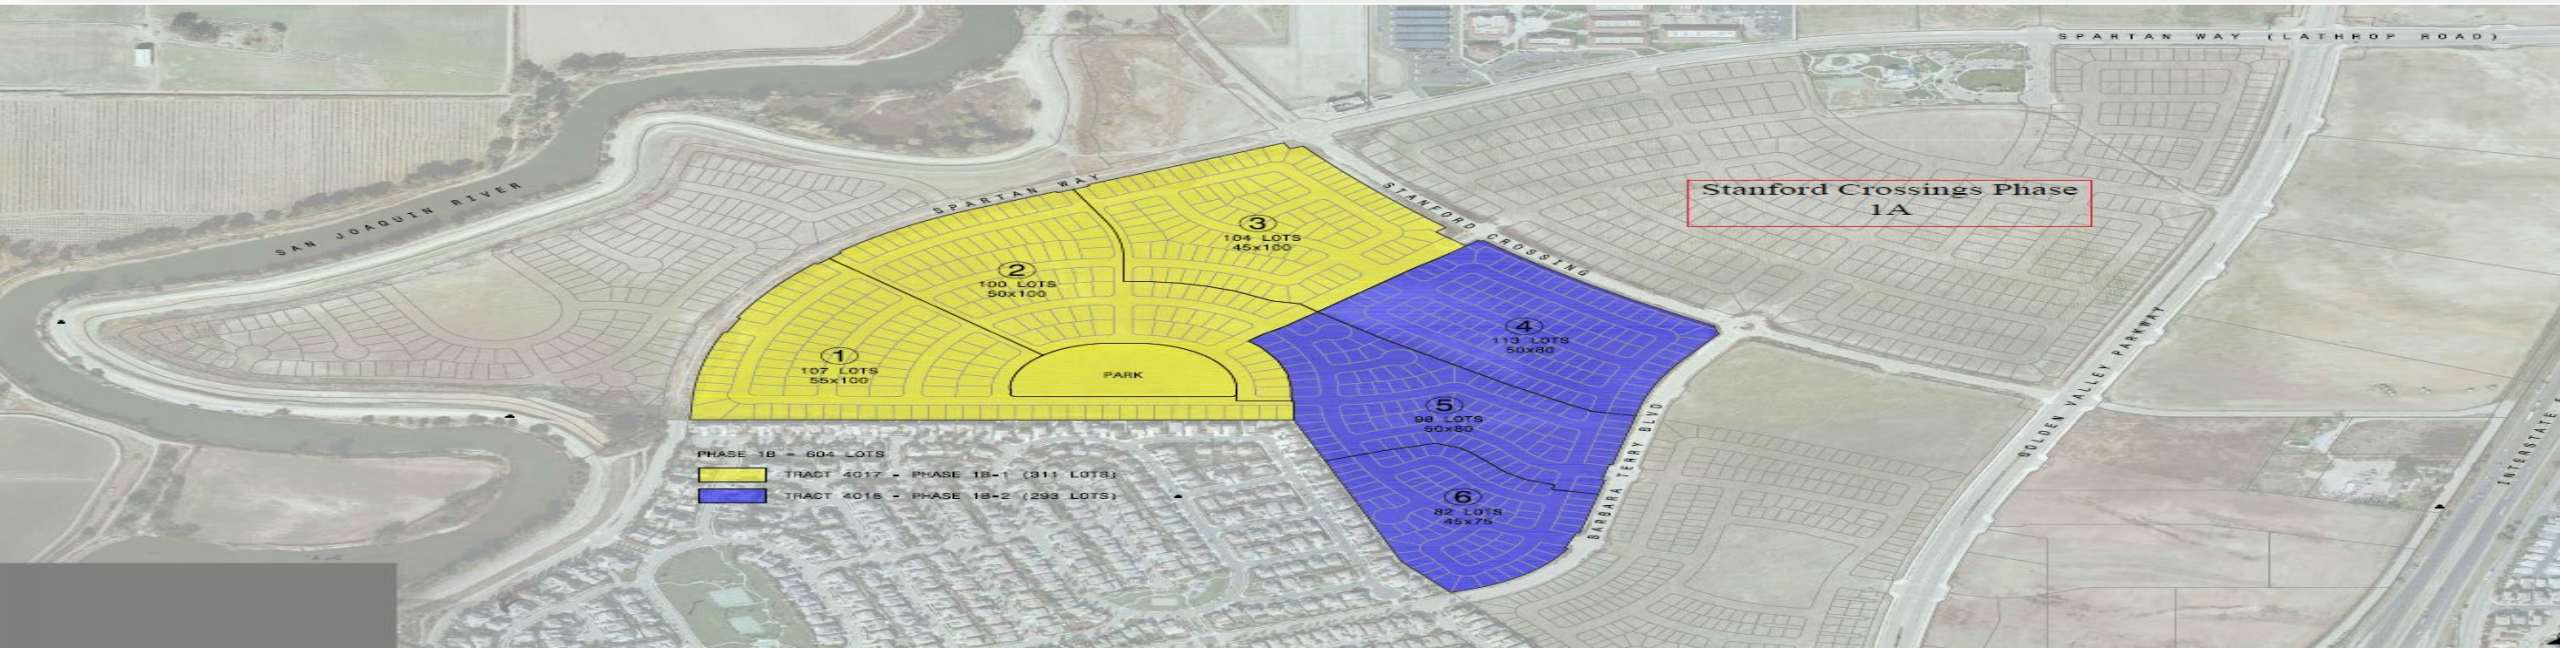 SPARTAN WAY (LATHROP ROAD)
SAN JOAQUIN RIVER
SPARTAN WAY
STANFORD CROSSING
Stanford Crossings Phase
1A
3
104 LOTS
45x100
2
100 LOTS
50x100
1
107 LOTS
55x100
PARK
4
113 LOTS
50x80
5
98 LOTS
50x80
6
82 LOTS
45x75
BARBARA TERRY BLVD
GOLDEN VALLEY PARKWAY
INTERSTATE
PHASE 1B - 604 LOTS
TRACT 4017 - PHASE 1B-1 (311 LOTS)
TRACT 4018 - PHASE 1B-2 (293 LOTS)